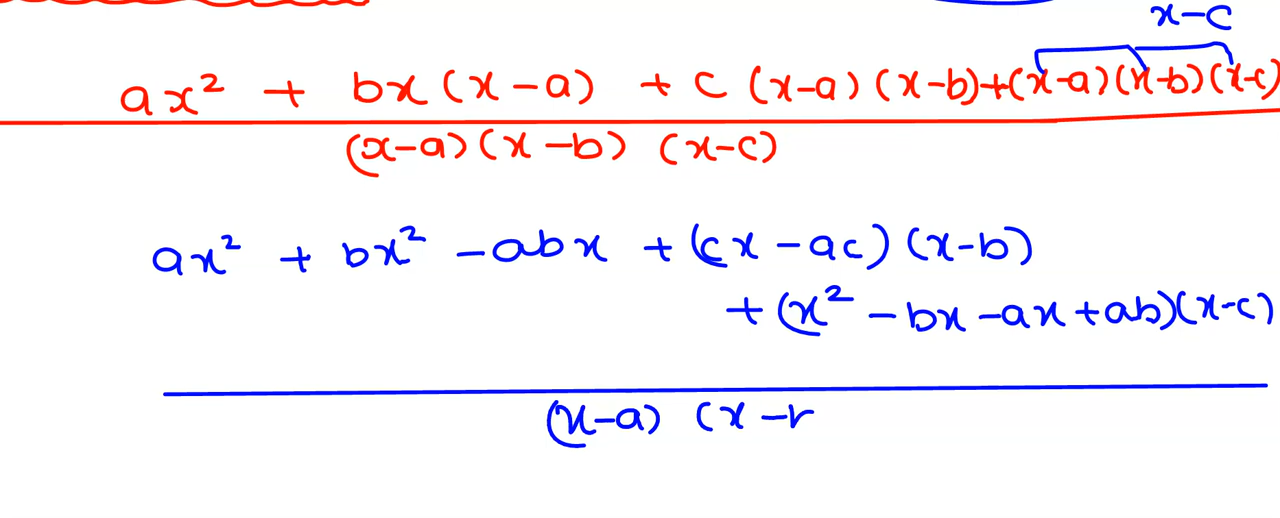 x-c
ax² + bx (x-a) + c (x-a) (x-b) + (x-a) (x-b) (x-c)
(x-a) (x-b) (x-c)
ax² + bx² - abx + (cx - ac) (x-b)
+ (x² - bx - ax + ab) (x-c)
(x-a) (x-